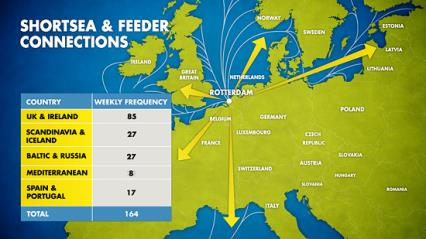 SHORTSEA & FEEDER
CONNECTIONS
NORWAY
SWEDEN
ESTONIA
LATVIA
LITHUANIA
IRELAND
GREAT
BRITAIN
NETHERLANDS
ROTTERDAM
BELGIUM
GERMANY
POLAND
LUXEMBOURG
FRANCE
CZECH
REPUBLIC
SLOVAKIA
AUSTRIA
SWITZERLAND
HUNGARY
SLOVANIA
ROMANIA
ITALY
COUNTRY WEEKLY FREQUENCY
UK & IRELAND 85
SCANDINAVIA &
ICELAND 27
BALTIC & RUSSIA 27
MEDITERRANEAN 8
SPAIN &
PORTUGAL 17
TOTAL 164